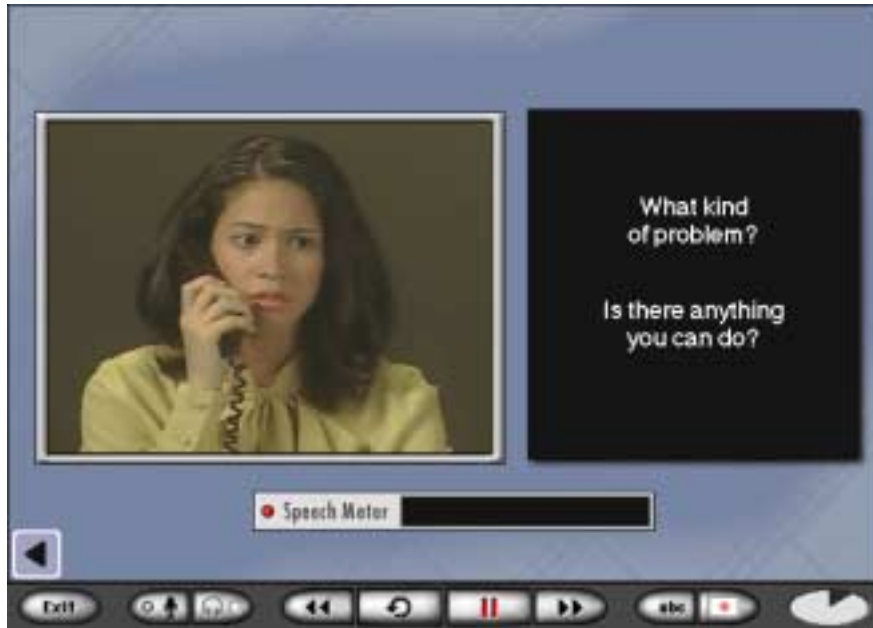 What kind
of problem?
Is there anything
you can do?
Speech Meter
Exit
abc